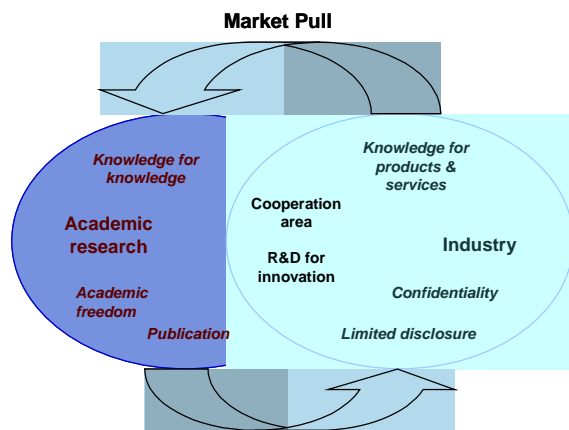 Market Pull
Knowledge for
knowledge
Knowledge for
products &
services
Cooperation
area
Academic
research
R&D for
innovation
Industry
Academic
freedom
Confidentiality
Publication
Limited disclosure